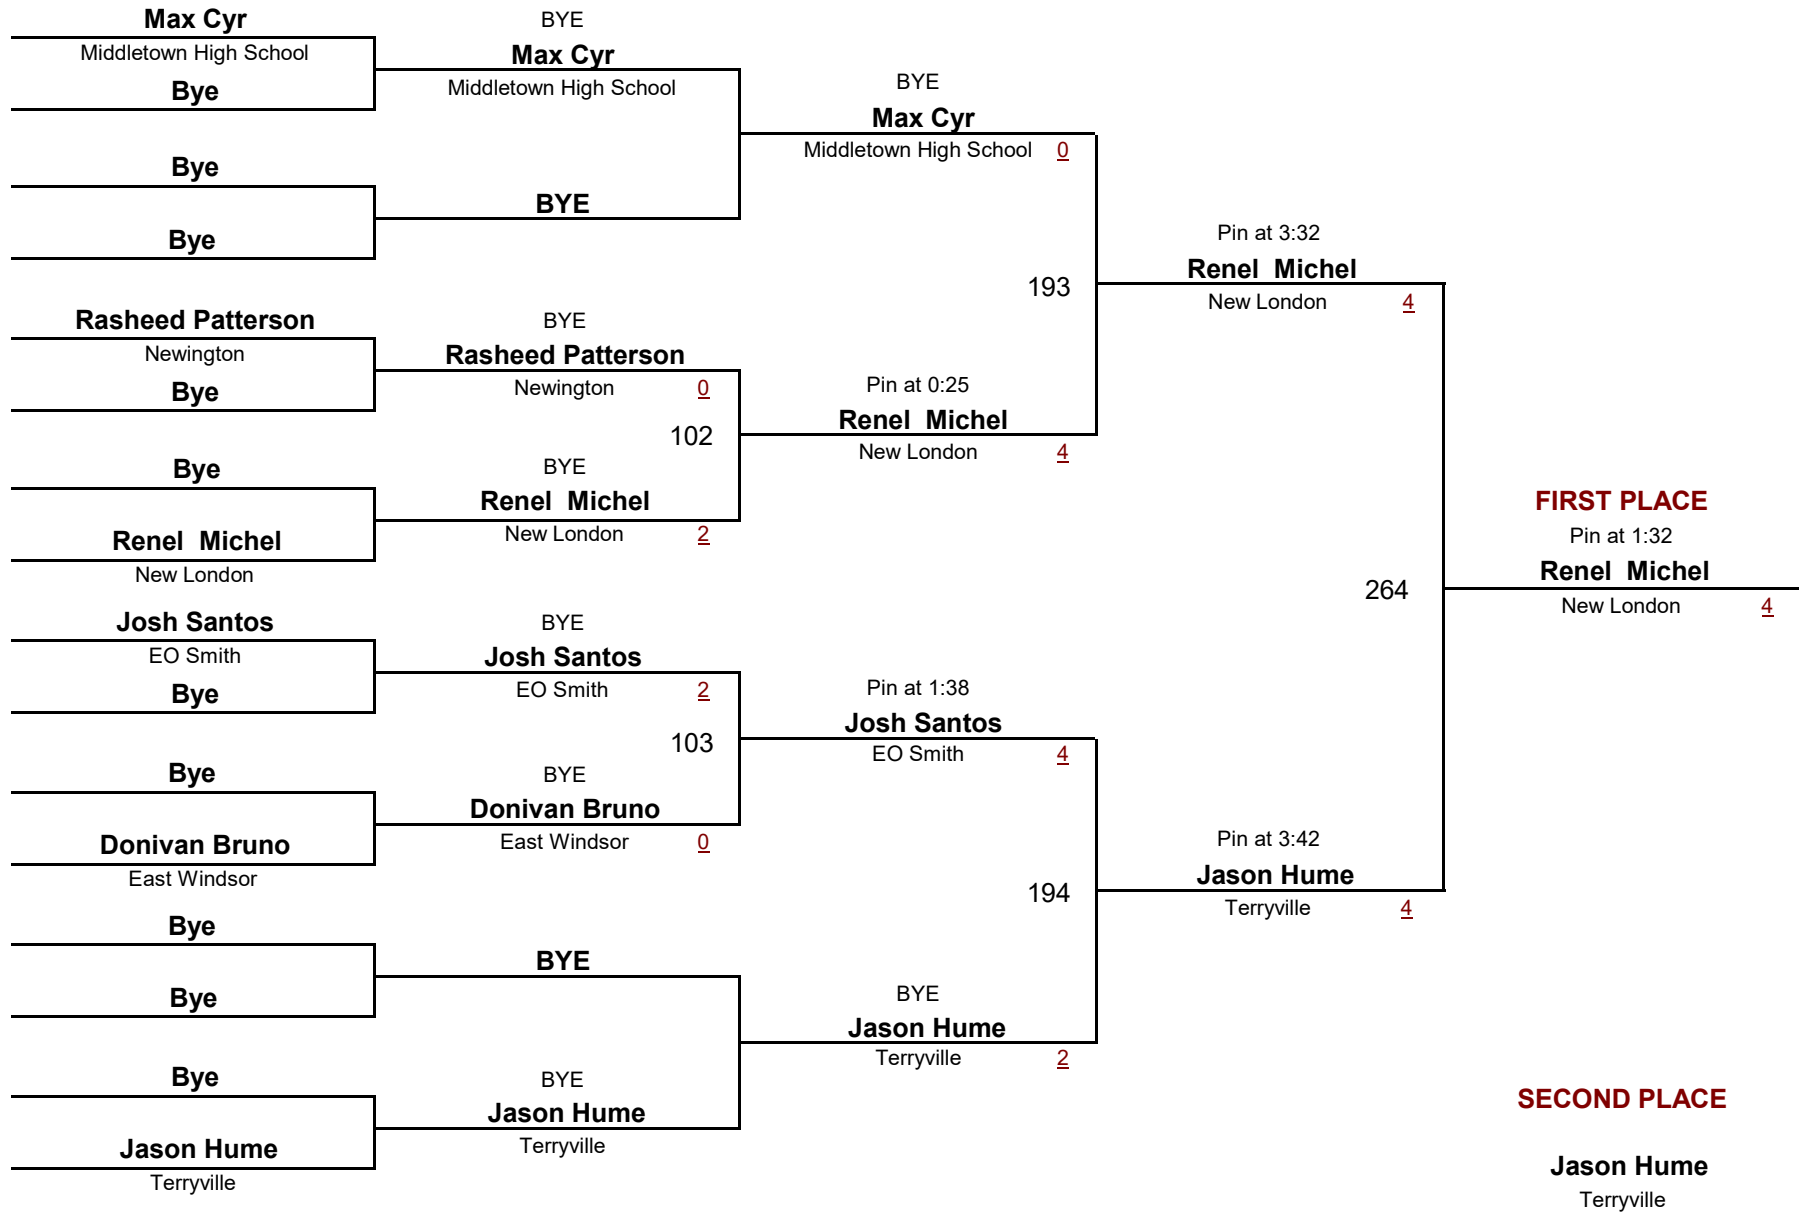 Max Cyr
Middletown High School
Bye
Bye
Bye
Rasheed Patterson
Newington
Bye
Bye
Renel  Michel
New London
Josh Santos
EO Smith
Bye
Bye
Donivan Bruno
East Windsor
Bye
Bye
Bye
Jason Hume
Terryville
BYE
Max Cyr
Middletown High School
BYE
BYE
Rasheed Patterson
Newington 0
102
BYE
Renel  Michel
New London 2
BYE
Josh Santos
EO Smith 2
103
BYE
Donivan Bruno
East Windsor 0
BYE
BYE
Jason Hume
Terryville
BYE
Max Cyr
Middletown High School 0
193
Pin at 0:25
Renel  Michel
New London 4
Pin at 1:38
Josh Santos
EO Smith 4
194
BYE
Jason Hume
Terryville 2
Pin at 3:32
Renel  Michel
New London 4
264
Pin at 3:42
Jason Hume
Terryville 4
FIRST PLACE
Pin at 1:32
Renel  Michel
New London 4
SECOND PLACE
Jason Hume
Terryville